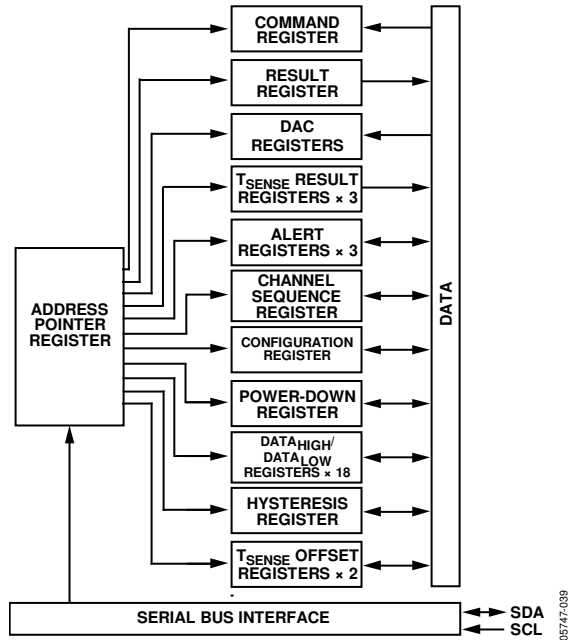 COMMAND
REGISTER
RESULT
REGISTER
DAC
REGISTERS
TSENSE RESULT
REGISTERS × 3
ALERT
REGISTERS × 3
CHANNEL
SEQUENCE
REGISTER
CONFIGURATION
REGISTER
POWER-DOWN
REGISTER
DATAHIGH/
DATALOW
REGISTERS × 18
HYSTERESIS
REGISTER
TSENSE OFFSET
REGISTERS × 2
ADDRESS
POINTER
REGISTER
DATA
SERIAL BUS INTERFACE
SDA
SCL
05747-039